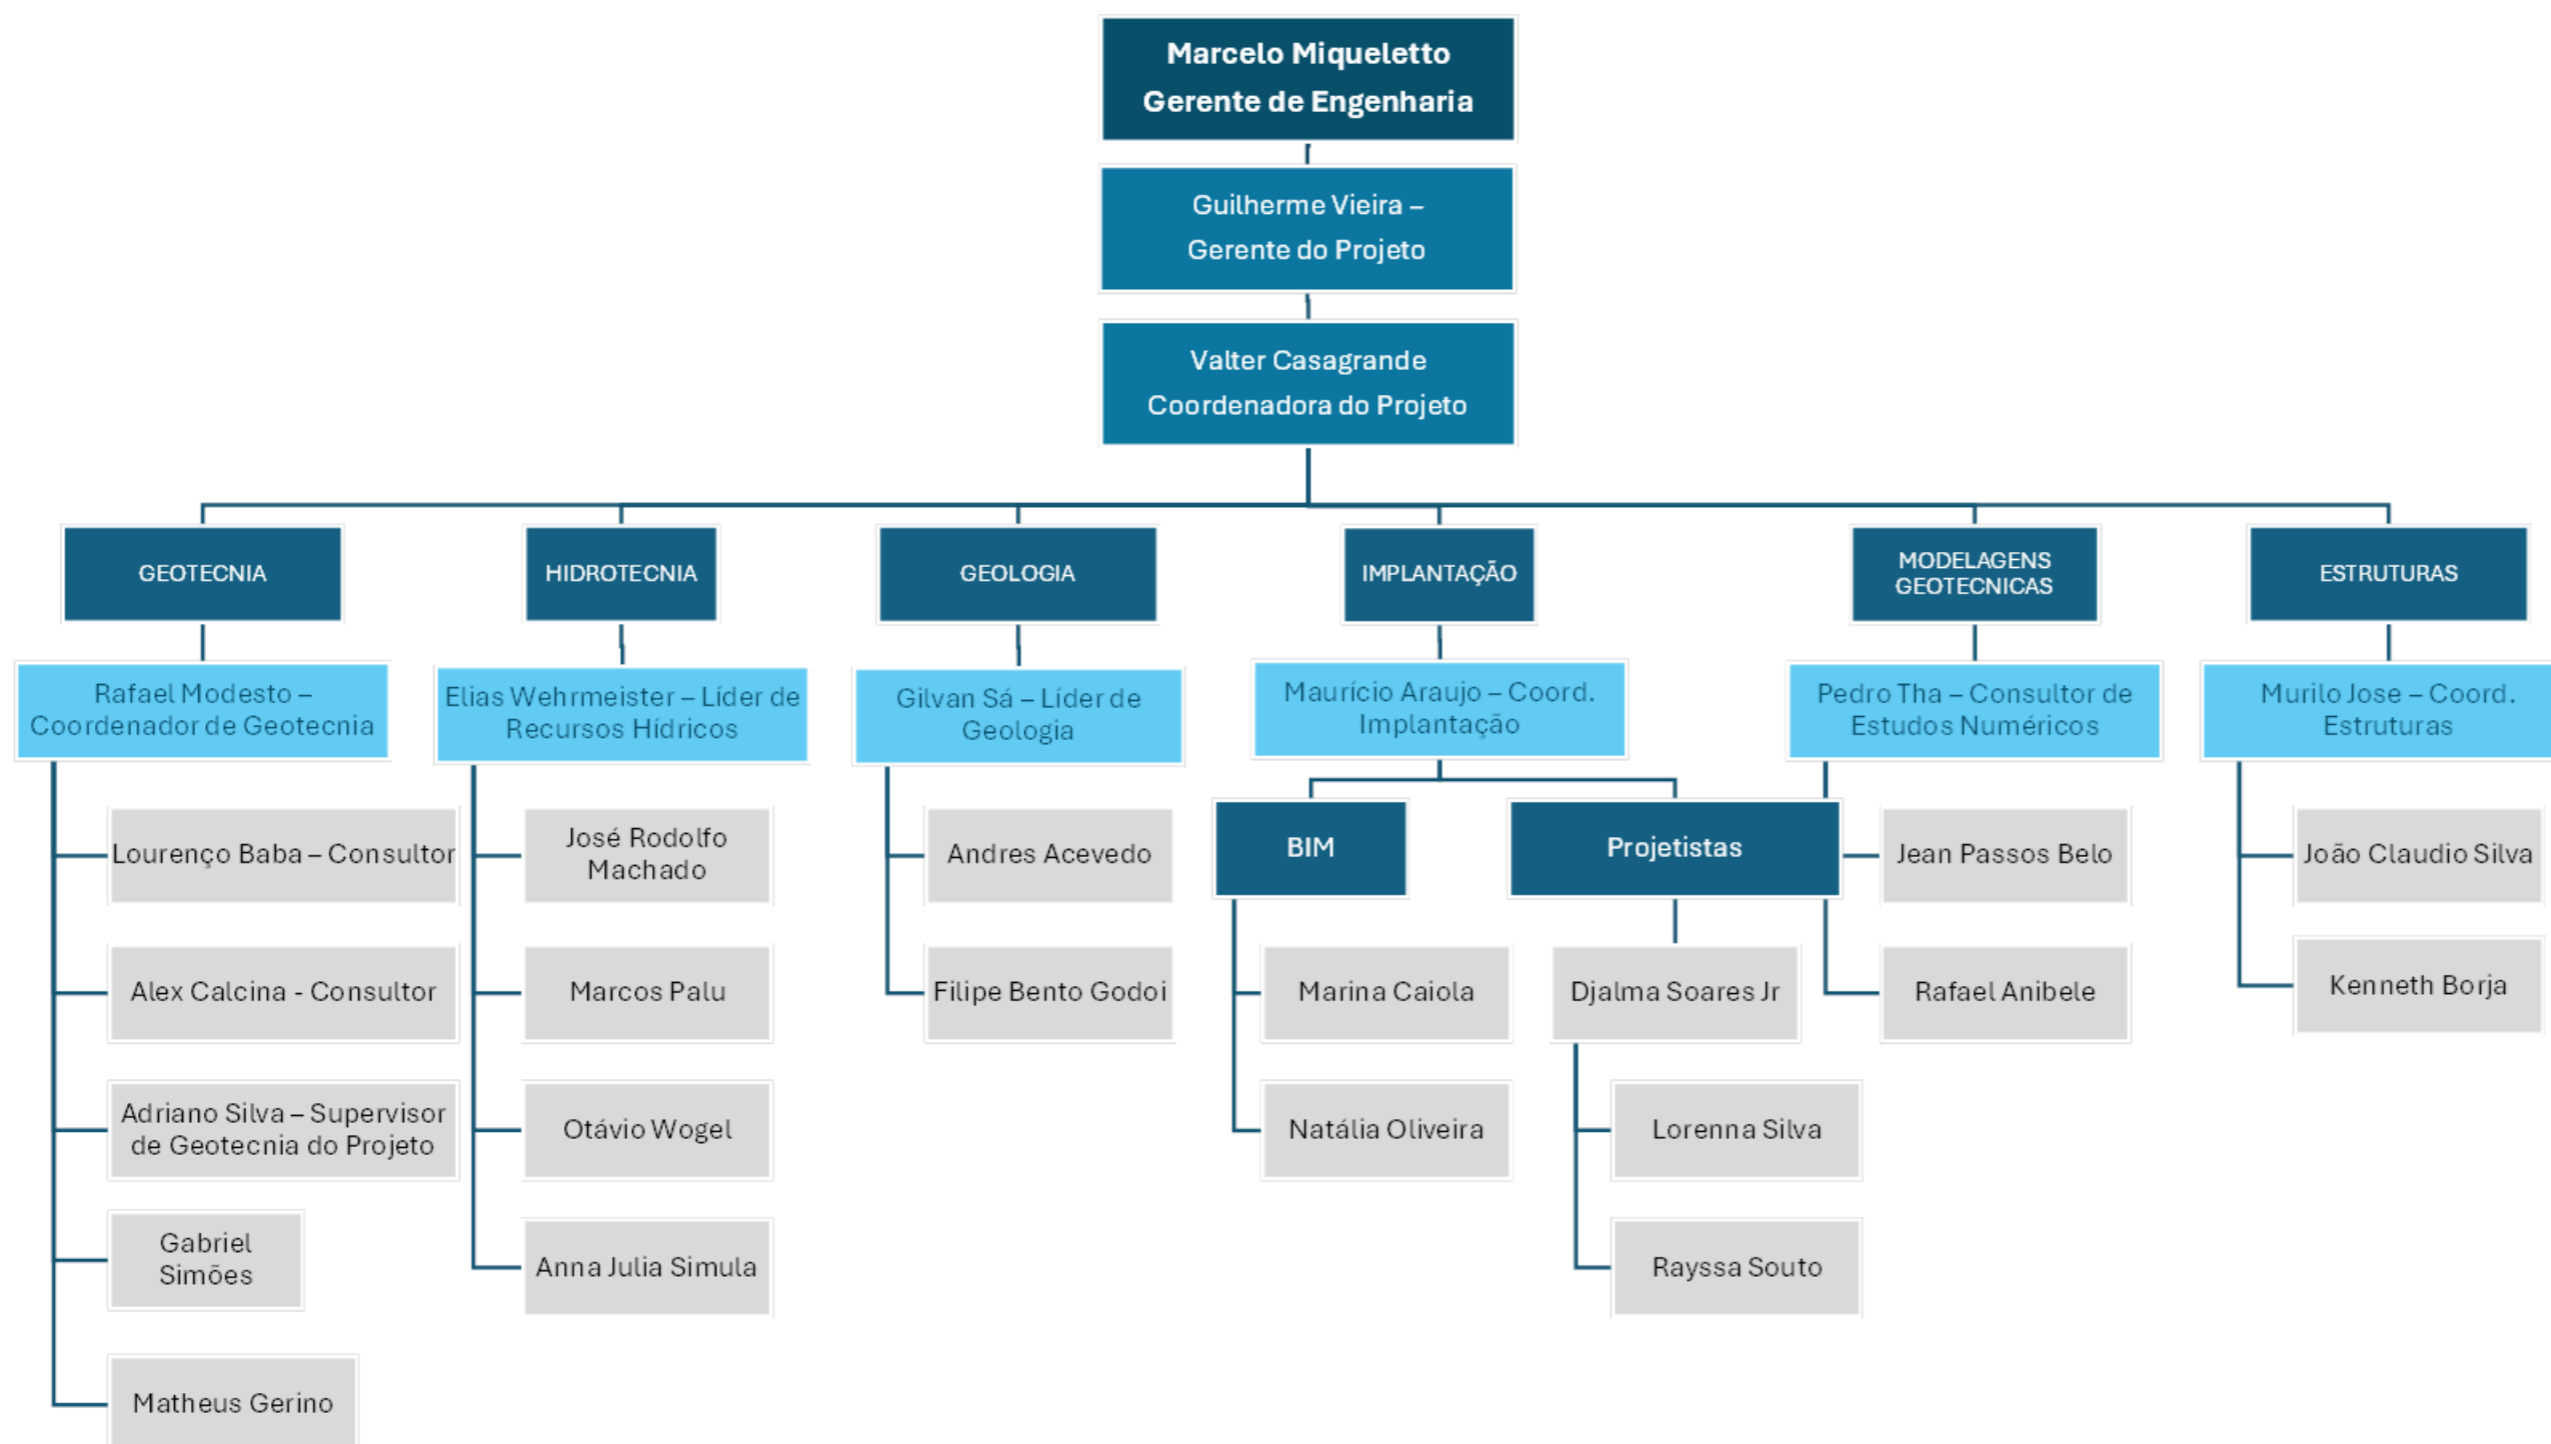 Marcelo Miqueletto
Gerente de Engenharia
Guilherme Vieira –
Gerente do Projeto
Valter Casagrande
Coordenadora do Projeto
GEOTECNIA
HIDROTECNIA
GEOLOGIA
IMPLANTAÇÃO
MODELAGENS
GEOTECNICAS
ESTRUTURAS
Rafael Modesto –
Coordenador de Geotecnia
Elias Wehrmeister – Líder de
Recursos Hídricos
Gilvan Sá – Líder de
Geologia
Maurício Araujo – Coord.
Implantação
Pedro Tha – Consultor de
Estudos Numéricos
Murilo Jose – Coord.
Estruturas
Lourenço Baba – Consultor
José Rodolfo
Machado
Andres Acevedo
BIM
Projetistas
Jean Passos Belo
João Claudio Silva
Alex Calcina - Consultor
Marcos Palu
Filipe Bento Godoi
Marina Caiola
Djalma Soares Jr
Rafael Anibele
Kenneth Borja
Adriano Silva – Supervisor
de Geotecnia do Projeto
Otávio Wogel
Natália Oliveira
Lorenna Silva
Gabriel
Simões
Anna Julia Simula
Rayssa Souto
Matheus Gerino